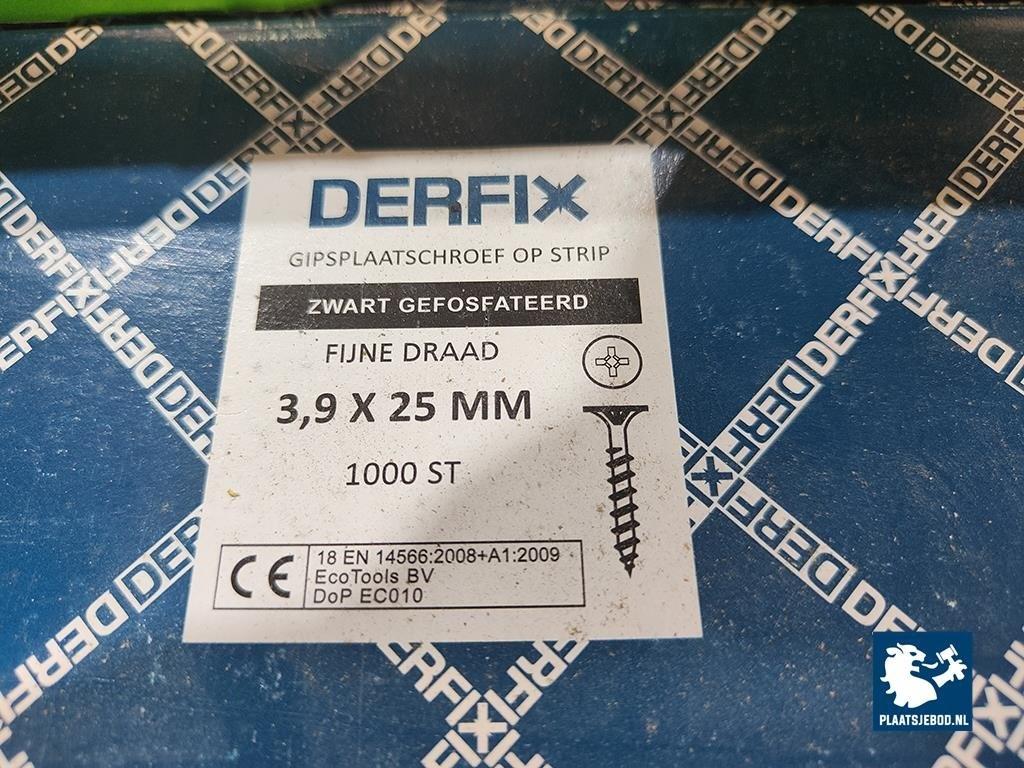 DERFIX
GIPSPLAATSCHROEF OP STRIP
ZWART GEFOSFATEERD
FIJNE DRAAD
3,9 X 25 MM
1000 ST
CE
18 EN 14566:2008+A1:2009
EcoTools BV
DoP EC010
PLAATSJEBOD.NL